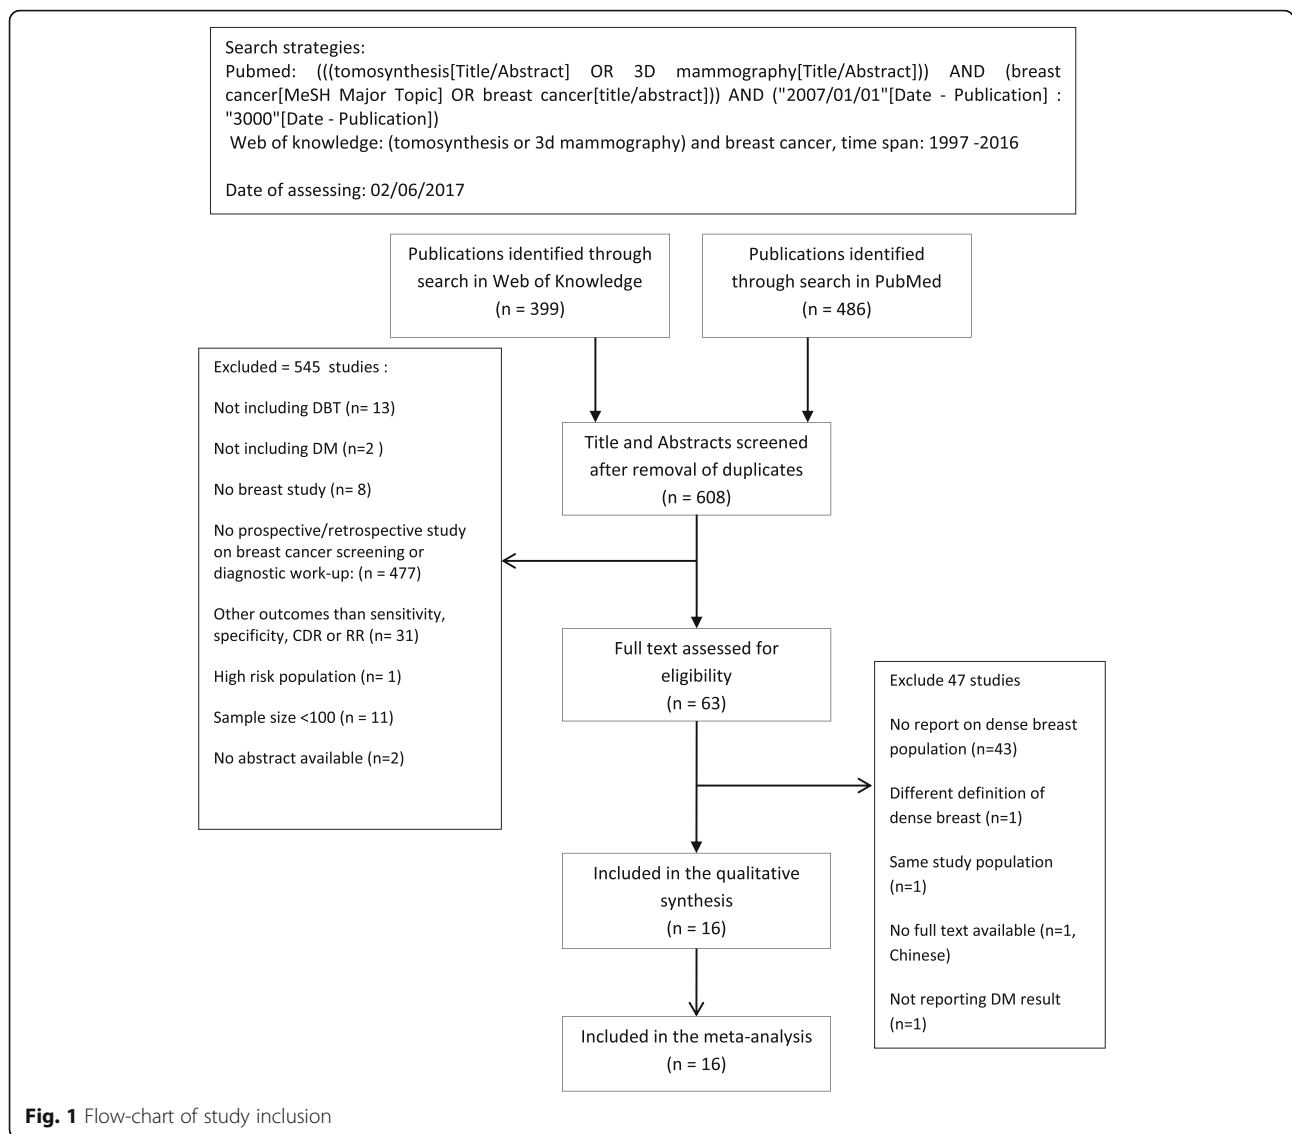 Search strategies:
Pubmed: (((tomosynthesis[Title/Abstract] OR 3D mammography[Title/Abstract])) AND (breast
cancer[MeSH Major Topic] OR breast cancer[title/abstract])) AND ("2007/01/01"[Date - Publication] :
"3000"[Date - Publication])
Web of knowledge: (tomosynthesis or 3d mammography) and breast cancer, time span: 1997 -2016
Date of assessing: 02/06/2017
Publications identified through
search in Web of Knowledge
(n = 399)
Publications identified
through search in PubMed
(n = 486)
Excluded = 545 studies :
Not including DBT (n= 13)
Not including DM (n=2 )
No breast study (n= 8)
No prospective/retrospective study
on breast cancer screening or
diagnostic work-up: (n = 477)
Other outcomes than sensitivity,
specificity, CDR or RR (n= 31)
High risk population (n= 1)
Sample size <100 (n = 11)
No abstract available (n=2)
Title and Abstracts screened
after removal of duplicates
(n = 608)
Full text assessed for
eligibility
(n = 63)
Exclude 47 studies
No report on dense breast
population (n=43)
Different definition of
dense breast (n=1)
Same study population
(n=1)
No full text available (n=1,
Chinese)
Not reporting DM result
(n=1)
Included in the qualitative
synthesis
(n = 16)
Included in the meta-analysis
(n = 16)
Fig. 1 Flow-chart of study inclusion